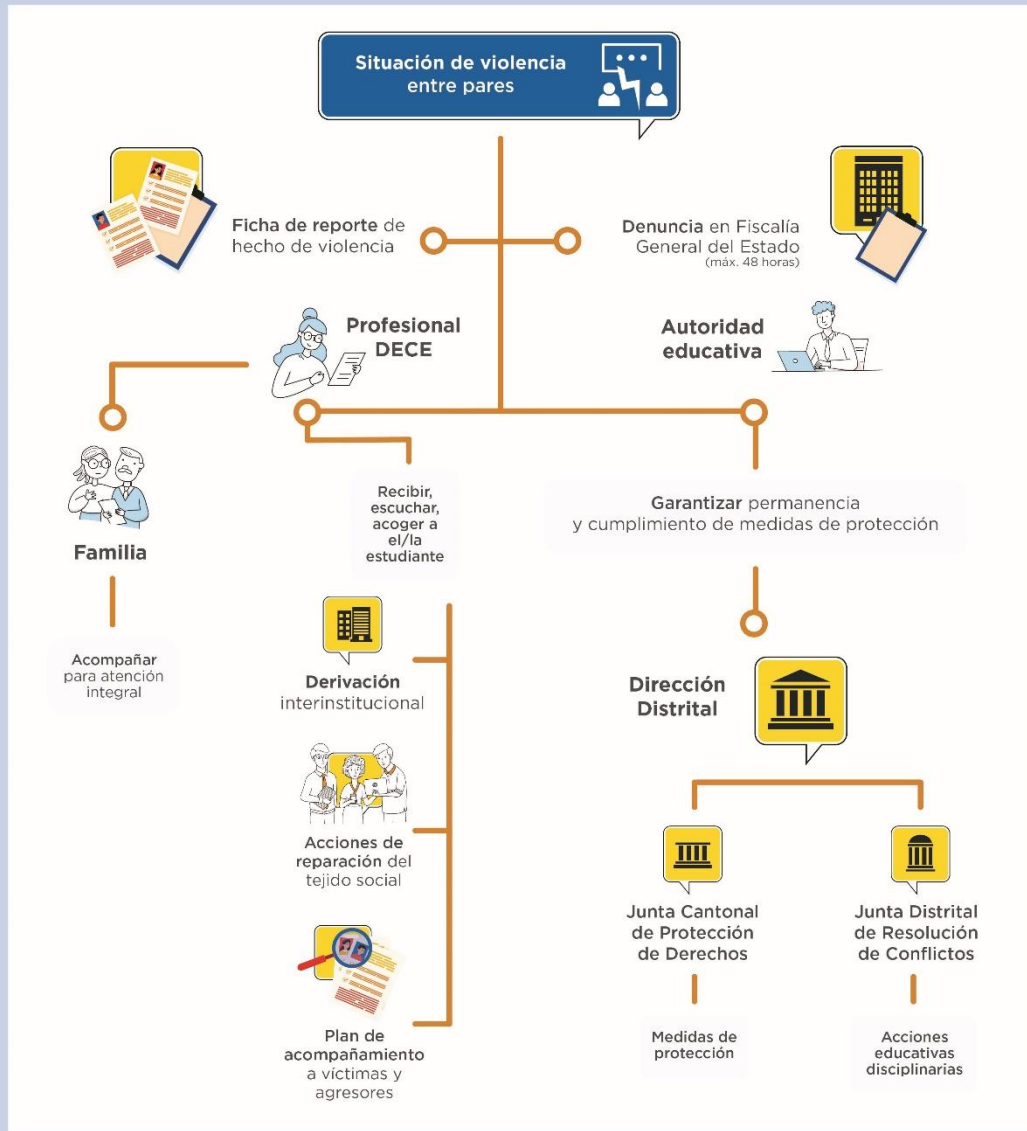 Situación de violencia
entre pares
Ficha de reporte de
hecho de violencia
Denuncia en Fiscalía
General del Estado
(máx. 48 horas)
Profesional
DECE
Autoridad
educativa
Familia
Recibir,
escuchar,
acoger a
el/la
estudiante
Garantizar permanencia
y cumplimiento de medidas de protección
Acompañar
para atención
integral
Derivación
interinstitucional
Dirección
Distrital
Acciones de
reparación del
tejido social
Junta Cantonal
de Protección
de Derechos
Junta Distrital
de Resolución
de Conflictos
Plan de
acompañamiento
a víctimas y
agresores
Medidas de
protección
Acciones
educativas
disciplinarias